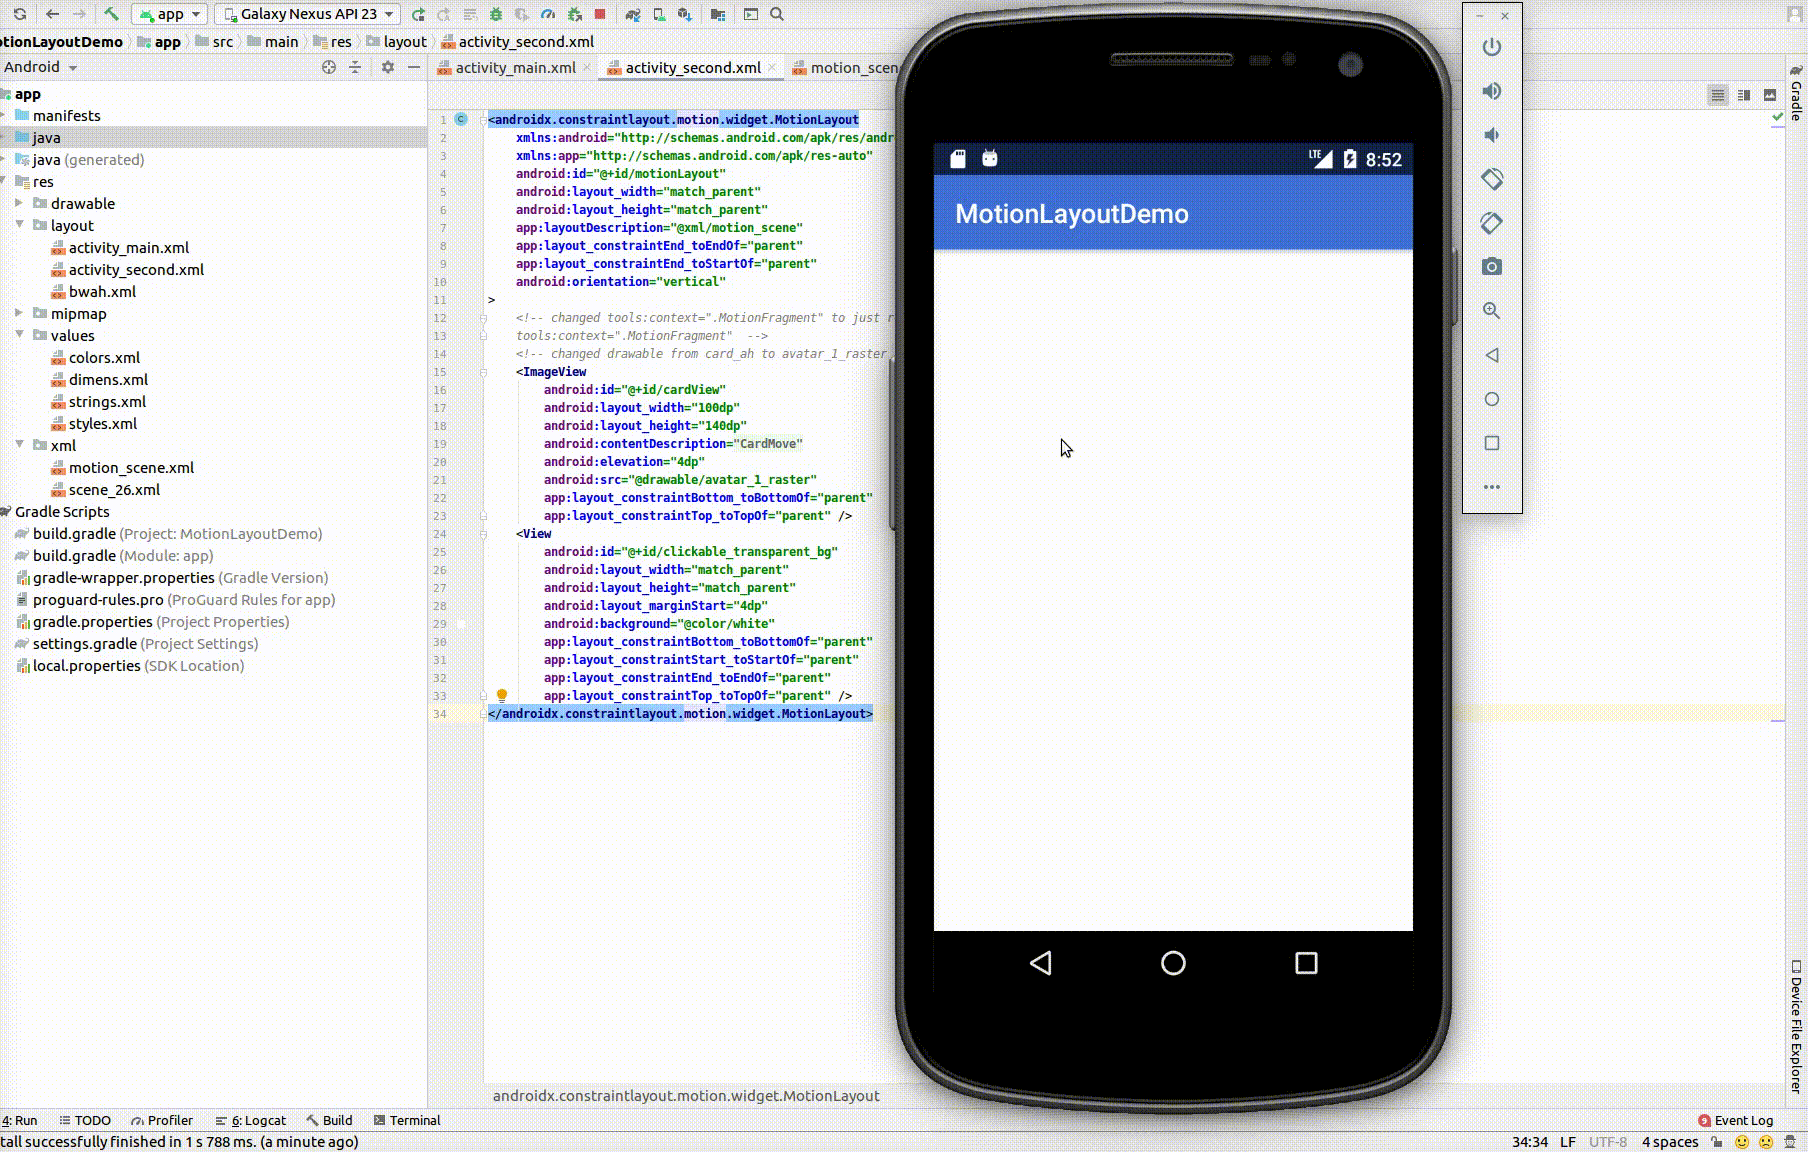 app
Galaxy Nexus API 23
otionLayoutDemo
app
src
main
res
layout
activity_second.xml
Android
activity_main.xml
activity_second.xml
motion_scen
app
manifests
java
java (generated)
res
drawable
layout
activity_main.xml
activity_second.xml
bwah.xml
mipmap
values
colors.xml
dimens.xml
strings.xml
styles.xml
xml
motion_scene.xml
scene_26.xml
Gradle Scripts
build.gradle (Project: MotionLayoutDemo)
build.gradle (Module: app)
gradle-wrapper.properties (Gradle Version)
proguard-rules.pro (ProGuard Rules for app)
gradle.properties (Project Properties)
settings.gradle (Project Settings)
local.properties (SDK Location)
1 <androidx.constraintlayout.motion.widget.MotionLayout
2 xmlns:android="http://schemas.android.com/apk/res/andr
3 xmlns:app="http://schemas.android.com/apk/res-auto"
4 android:id="@+id/motionLayout"
5 android:layout_width="match_parent"
6 android:layout_height="match_parent"
7 app:layoutDescription="@xml/motion_scene"
8 app:layout_constraintEnd_toEndOf="parent"
9 app:layout_constraintEnd_toStartOf="parent"
10 android:orientation="vertical"
11 >
12 <!-- changed tools:context=".MotionFragment" to just r
13 tools:context=".MotionFragment" -->
14 <!-- changed drawable from card_ah to avatar_1_raster
15 <ImageView
16 android:id="@+id/cardView"
17 android:layout_width="100dp"
18 android:layout_height="140dp"
19 android:contentDescription="CardMove"
20 android:elevation="4dp"
21 android:src="@drawable/avatar_1_raster"
22 app:layout_constraintBottom_toBottomOf="parent"
23 app:layout_constraintTop_toTopOf="parent" />
24 <View
25 android:id="@+id/clickable_transparent_bg"
26 android:layout_width="match_parent"
27 android:layout_height="match_parent"
28 android:layout_marginStart="4dp"
29 android:background="@color/white"
30 app:layout_constraintBottom_toBottomOf="parent"
31 app:layout_constraintStart_toStartOf="parent"
32 app:layout_constraintEnd_toEndOf="parent"
33 app:layout_constraintTop_toTopOf="parent" />
34 </androidx.constraintlayout.motion.widget.MotionLayout>
androidx.constraintlayout.motion.widget.MotionLayout
LTE 8:52
MotionLayoutDemo
Gradle
Device File Explorer
4: Run
TODO
Profiler
6: Logcat
Build
Terminal
9 Event Log
tall successfully finished in 1 s 788 ms. (a minute ago)
34:34 LF UTF-8 4 spaces